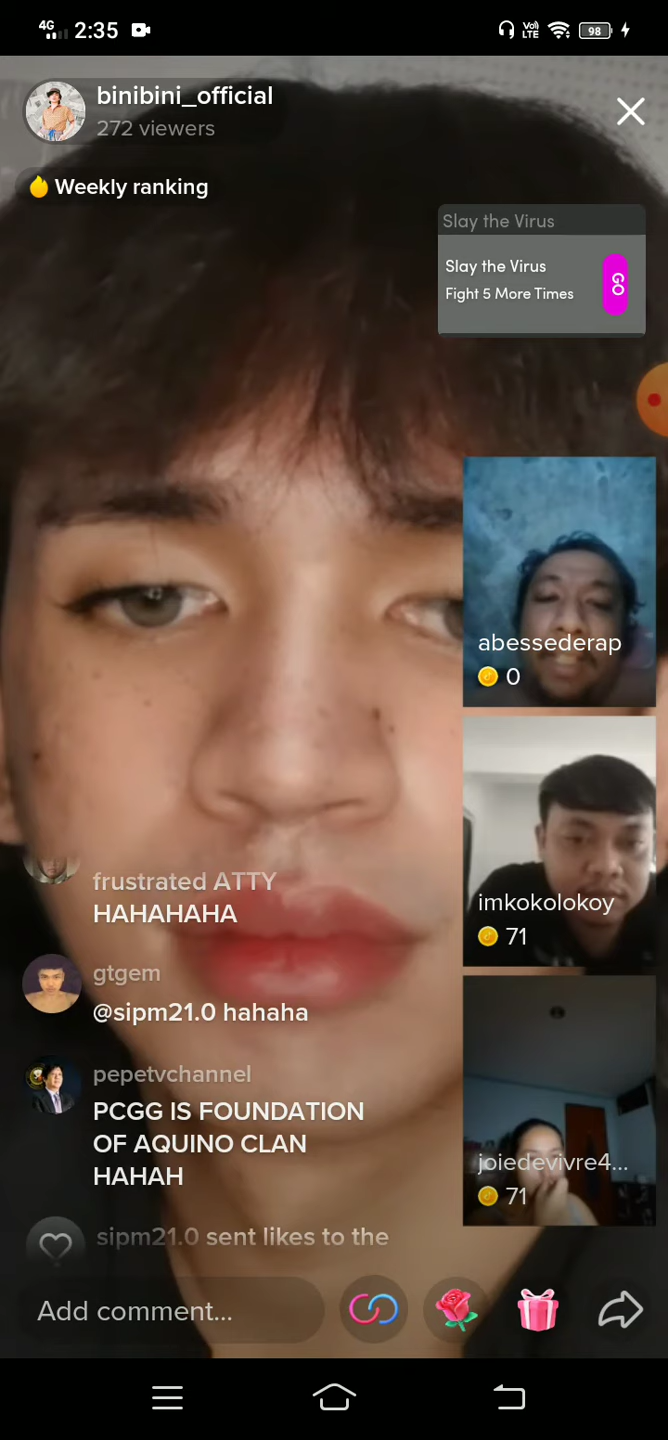 4G 2:35 Vo) LTE 98
binibini_official
272 viewers
Weekly ranking
Slay the Virus
Slay the Virus
Fight 5 More Times
GO
abessederap
0
imkokolokoy
71
frustrated ATTY
HAHAHAHA
gtgem
@sipm21.0 hahaha
pepetvchannel
PCGG IS FOUNDATION
OF AQUINO CLAN
HAHAH
joiedevivre4...
71
sipm21.0 sent likes to the
Add comment...